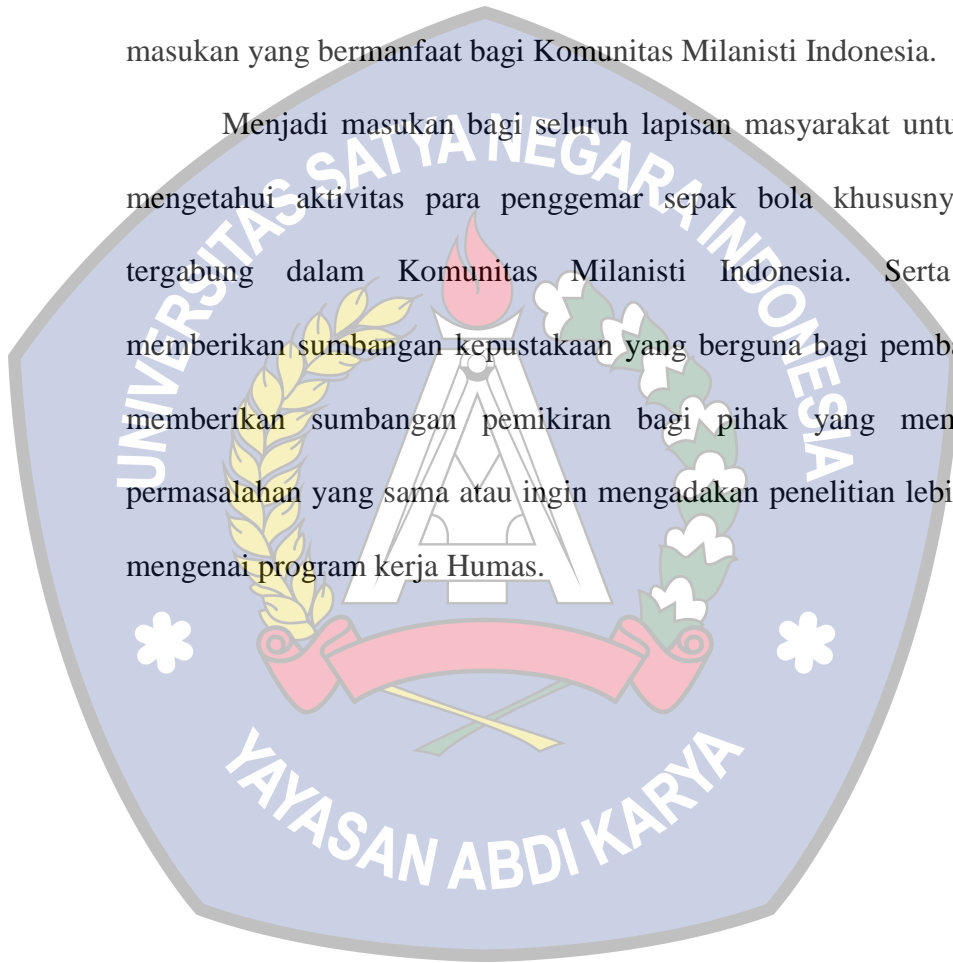 masukan yang bermanfaat bagi Komunitas Milanisti Indonesia.
Menjadi masukan bagi seluruh lapisan masyarakat untu
mengetahui aktivitas para penggemar sepak bola khususny
tergabung dalam Komunitas Milanisti Indonesia. Serta
memberikan sumbangan kepustakaan yang berguna bagi pemba
memberikan sumbangan pemikiran bagi pihak yang men
permasalahan yang sama atau ingin mengadakan penelitian lebi
mengenai program kerja Humas.
UNIVERSITAS SATYA NEGARA INDONESIA
YAYASAN ABDI KARYA